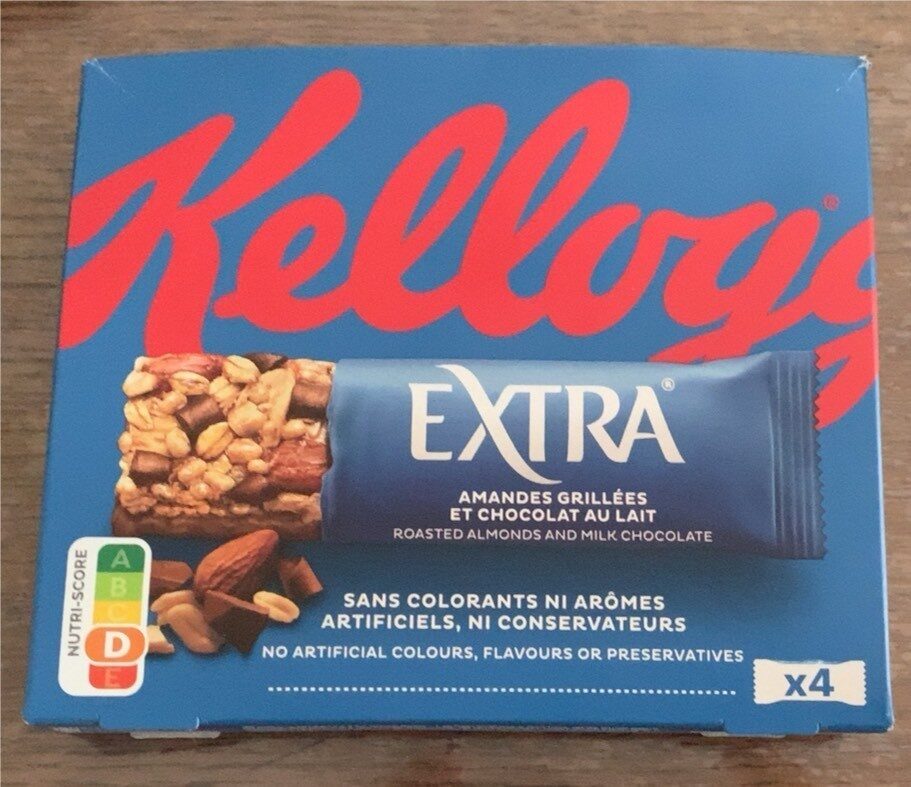 Kellogg
®
EXTRA®
AMANDES GRILLÉES
ET CHOCOLAT AU LAIT
ROASTED ALMONDS AND MILK CHOCOLATE
NUTRI-SCORE
A
B
C
D
E
SANS COLORANTS NI ARÔMES
ARTIFICIELS, NI CONSERVATEURS
NO ARTIFICIAL COLOURS, FLAVOURS OR PRESERVATIVES
x4